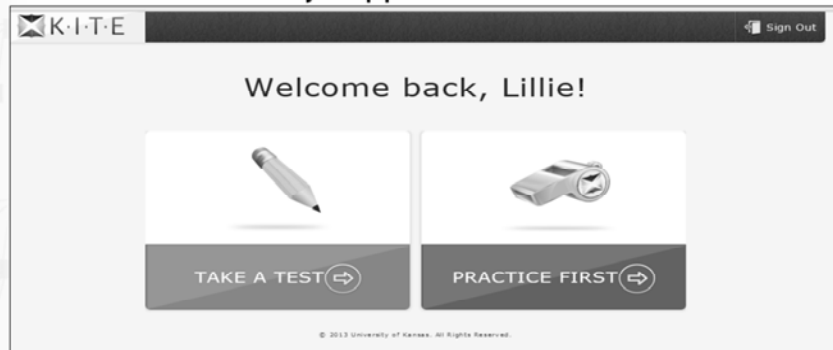 K·I·T·E
Sign Out
Welcome back, Lillie!
TAKE A TEST
PRACTICE FIRST
© 2013 University of Kansas. All Rights Reserved.